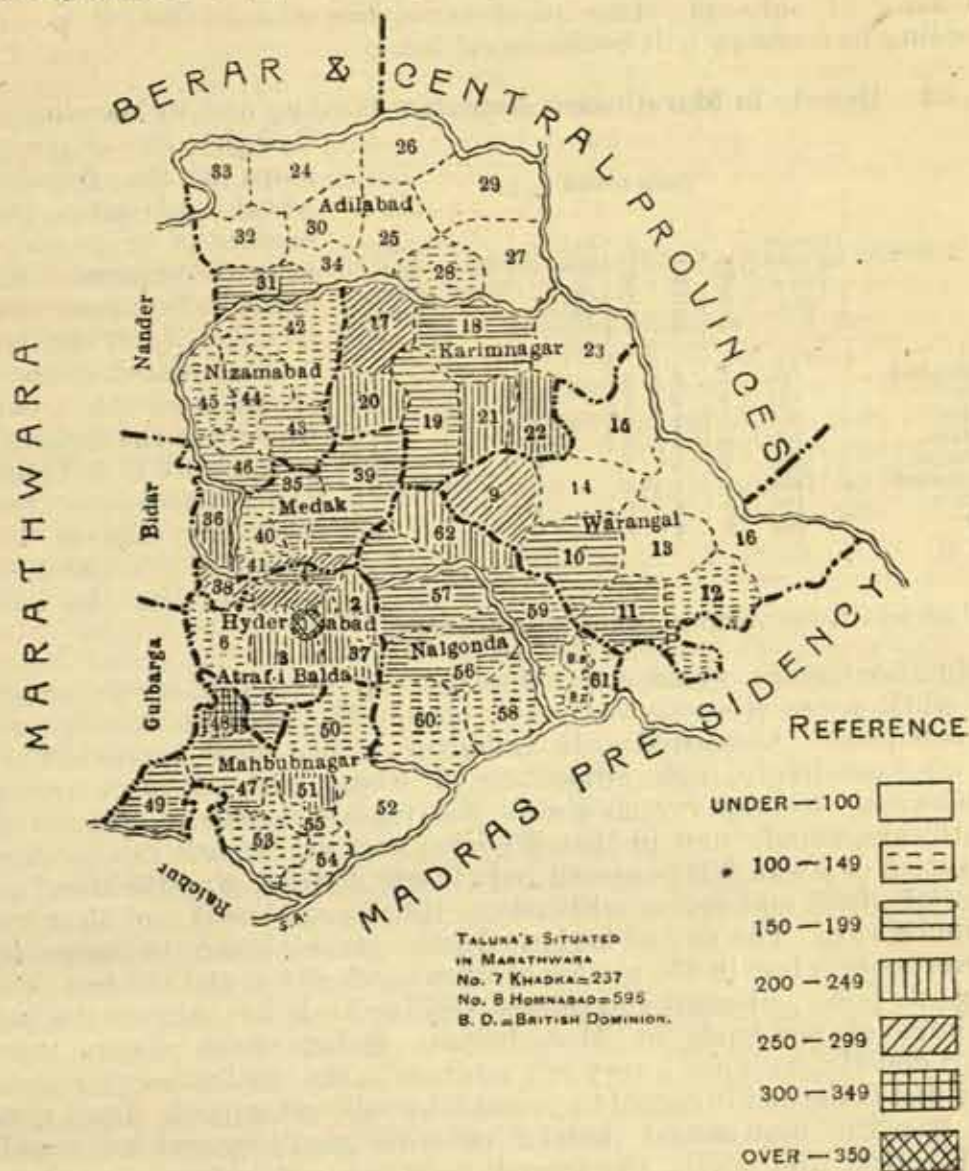 BERAR & CENTRAL PROVINCES
MARATHWARA
Nander
Bidar
Gulbarga
Raichur
MADRAS PRESIDENCY
26
33
24
29
Adilabad
30
32
25
27
34
28
31
42
17
18
23
Karimnagar
Nizamabad
45
44
20
19
21
22
15
43
46
35
39
9
14
Medak
36
Warangal
40
62
10
13
16
41
38
57
59
11
12
2
Hyderabad
6
3
37
Nalgonda
56
61
Atraf-i Balda
5
48
50
60
58
Mahbubnagar
47
51
52
49
53
55
54
S.A.
REFERENCE
UNDER — 100
100 — 149
150 — 199
200 — 249
250 — 299
300 — 349
OVER — 350
TALUKA'S SITUATED
IN MARATHWARA
No. 7 KHADKA=237
No. 8 HOMNABAD=595
B. D.=BRITISH DOMINION.